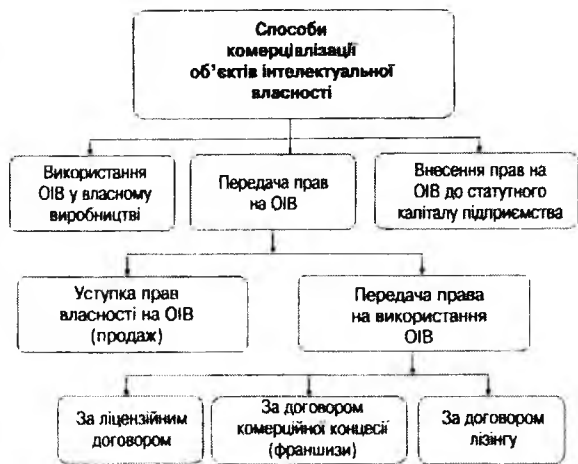 Способи
комерцівлізації
об'єктів інтелектуальної
власності
Використання
ОІВ у власному
виробництві
Передача прав
на ОІВ
Внесення прав на
ОІВ до статутного
капіталу підприємства
Уступка прав
власності на ОІВ
(продаж)
Передача права
на використання
ОІВ
За ліцензійним
договором
За договором
комерційної концесії
(франшизи)
За договором
лізингу